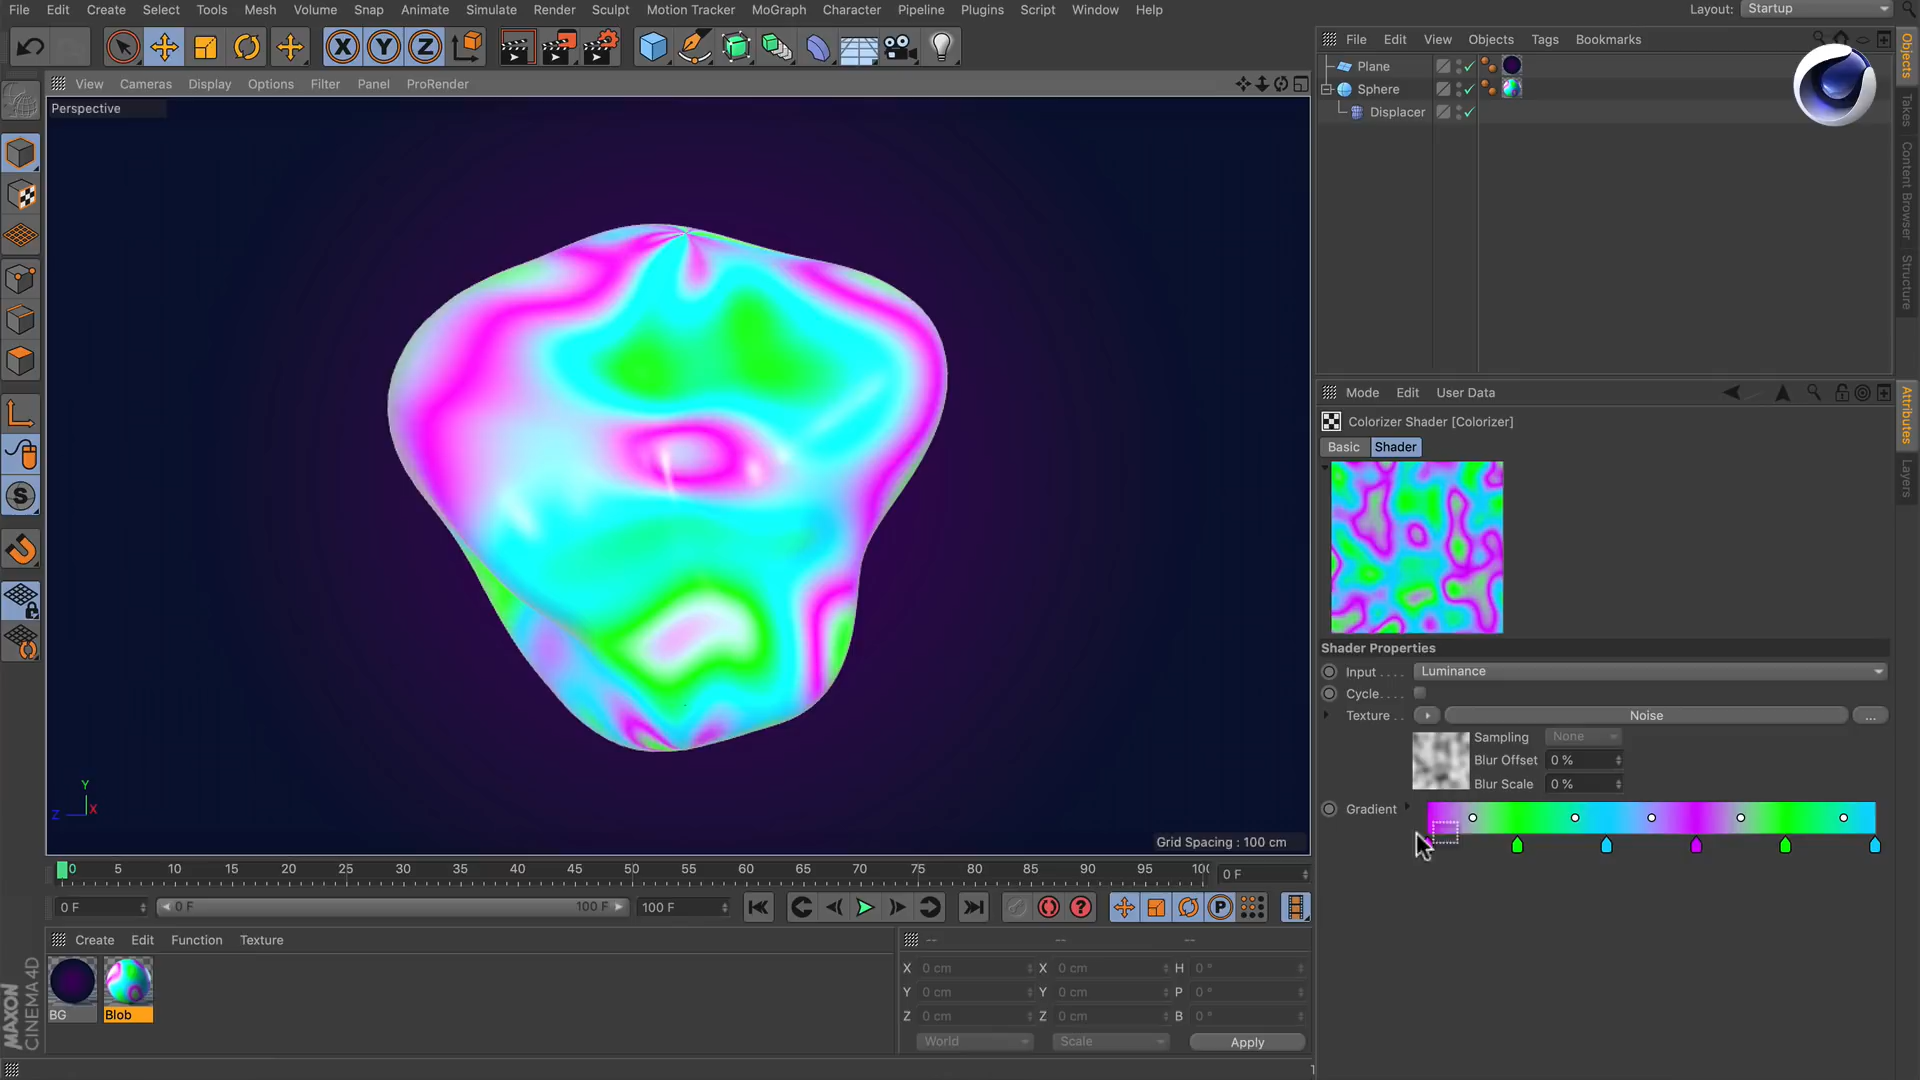 File Edit Create Select Tools Mesh Volume Snap Animate Simulate Render Sculpt Motion Tracker MoGraph Character Pipeline Plugins Script Window Help Layout: Startup
X Y Z
File Edit View Objects Tags Bookmarks
View Cameras Display Options Filter Panel ProRender
Perspective
Plane
Sphere
Displacer
Objects
Takes
Content Browser
Structure
Mode Edit User Data
Colorizer Shader [Colorizer]
Basic Shader
Attributes
Layers
S
Shader Properties
Input . . . . Luminance
Cycle. . . .
Texture . . Noise ...
Sampling None
Blur Offset 0 %
Blur Scale 0 %
Gradient
Y
Z X
Grid Spacing : 100 cm
0 5 10 15 20 25 30 35 40 45 50 55 60 65 70 75 80 85 90 95 100 0 F
0 F 0 F 100 F 100 F ? P
Create Edit Function Texture
-- -- --
X 0 cm X 0 cm H 0 °
Y 0 cm Y 0 cm P 0 °
Z 0 cm Z 0 cm B 0 °
World Scale Apply
BG Blob
MAXON
CINEMA4D